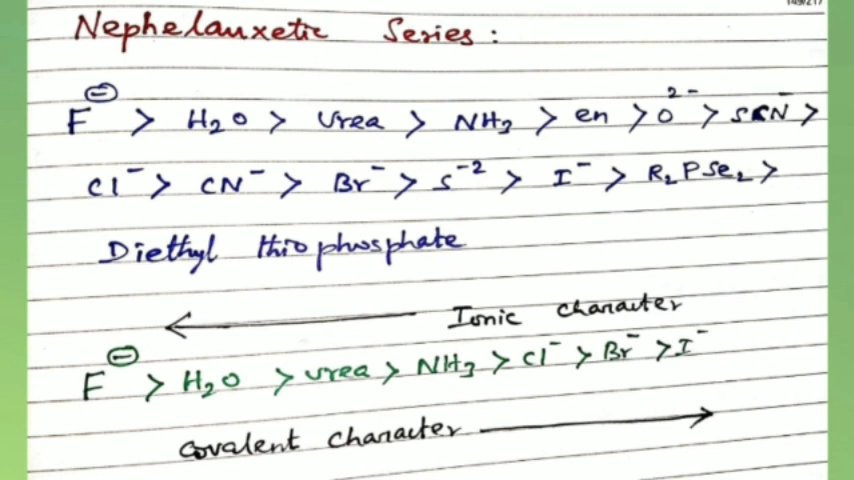 Nephelauxetic Series :
F⊖ > H₂O > Urea > NH₃ > en > O²⁻ > SCN⁻ >
Cl⁻ > CN⁻ > Br⁻ > S⁻² > I⁻ > R₂PSe₂ >
Diethyl thiophosphate
← Ionic character
F⊖ > H₂O > Urea > NH₃ > Cl⁻ > Br⁻ > I⁻
Covalent character →